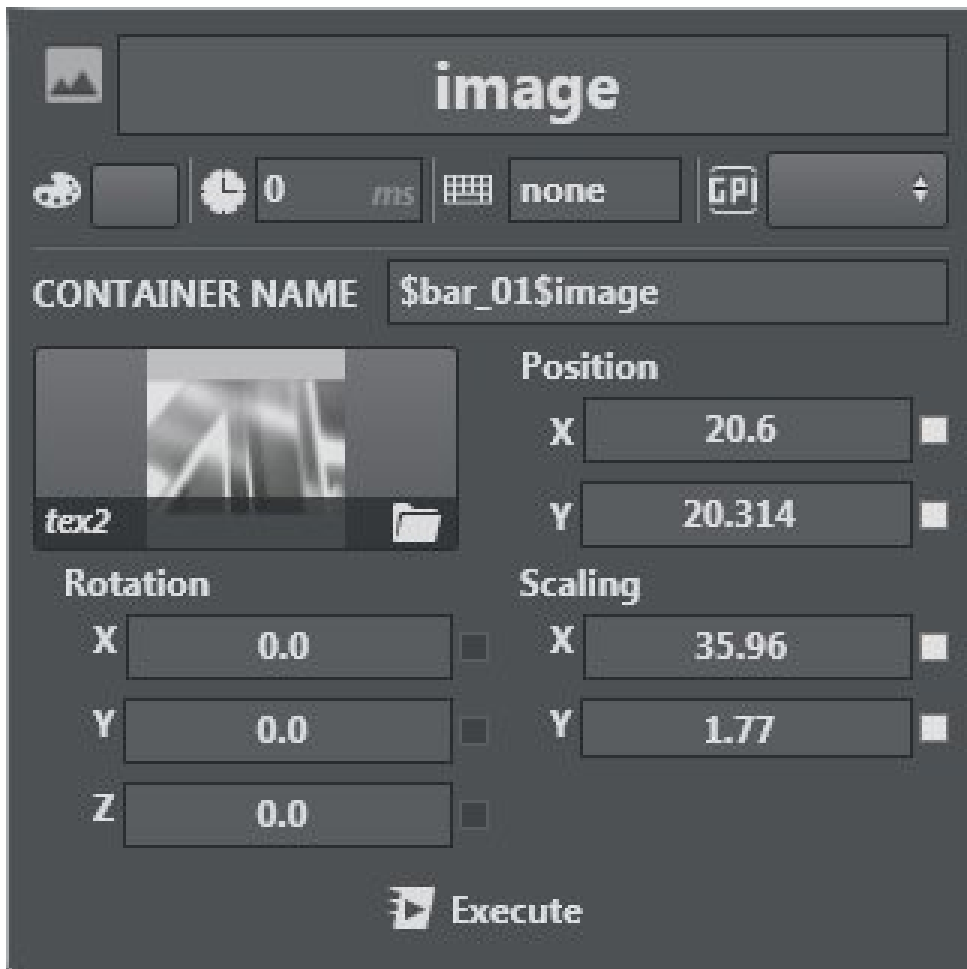 image
0 ms none GPI
CONTAINER NAME $bar_01$image
Position
X 20.6
tex2
Y 20.314
Rotation Scaling
X 0.0 X 35.96
Y 0.0 Y 1.77
Z 0.0
Execute